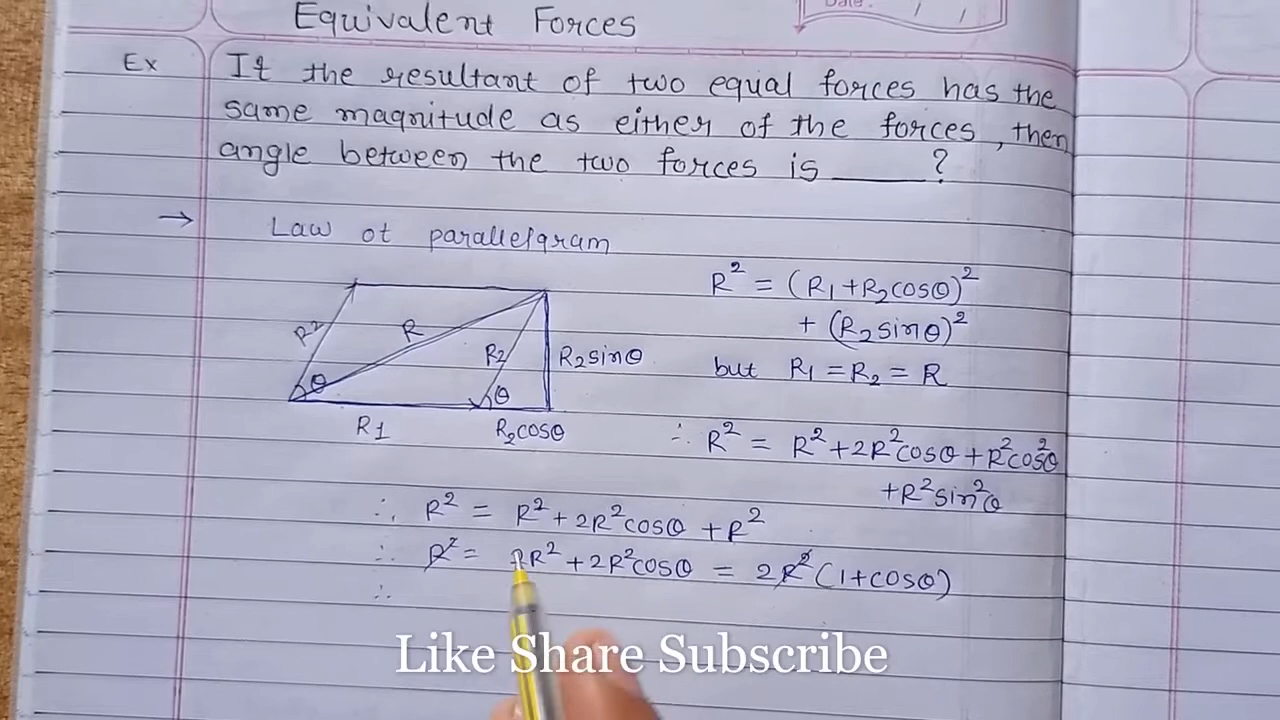 Equivalent Forces
Date :
Ex
If the resultant of two equal forces has the
same magnitude as either of the forces, then
angle between the two forces is ____ ?
→ Law of parallelgram
R² = (R₁ + R₂cosθ)²
+ (R₂ sinθ)²
but R₁ = R₂ = R
R2
R
R2
R₂sinθ
θ
θ
R1
R₂cosθ
∴ R² = R² + 2R²cosθ + R²cos²θ
+ R²sin²θ
∴ R² = R² + 2R²cosθ + R²
∴ R² = 2R² + 2R²cosθ = 2R² (1 + cosθ)
∴
Like Share Subscribe